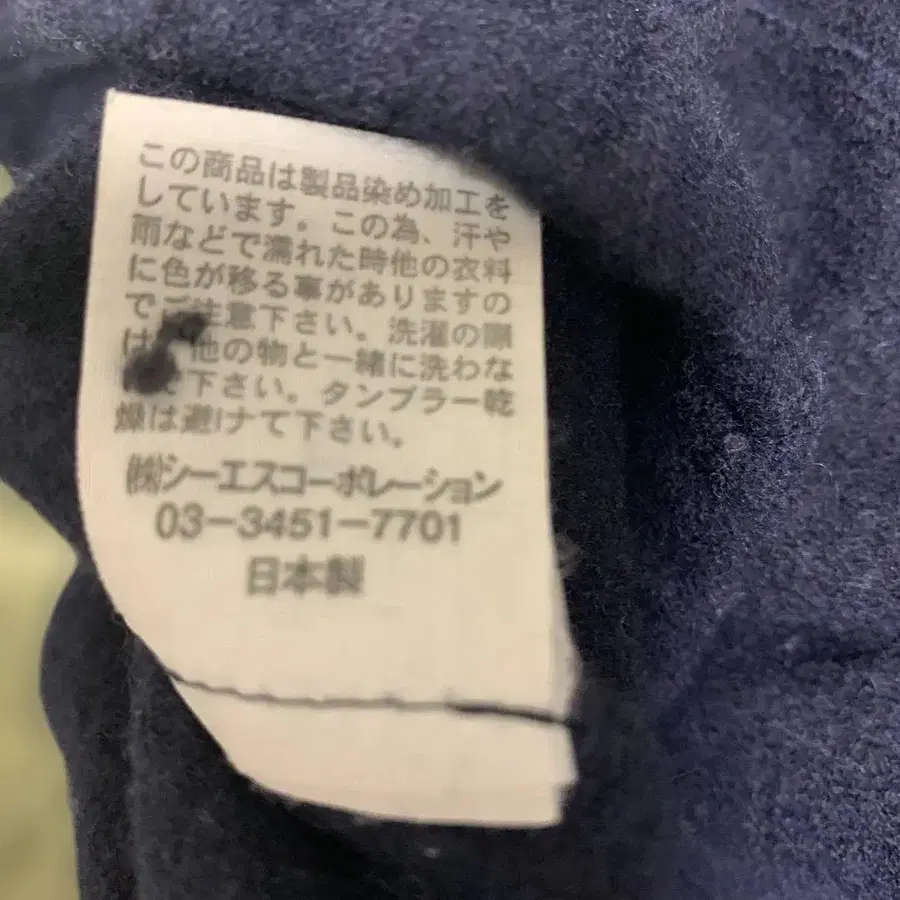 この商品は製品染め加工を
しています。この為、汗や
雨などで濡れた時他の衣料
に色が移る事がありますの
でご注意下さい。洗濯の際
は 他の物と一緒に洗わな
で下さい。タンブラー乾
燥は避けて下さい。
㈱シーエスコーポレーション
03-3451-7701
日本製